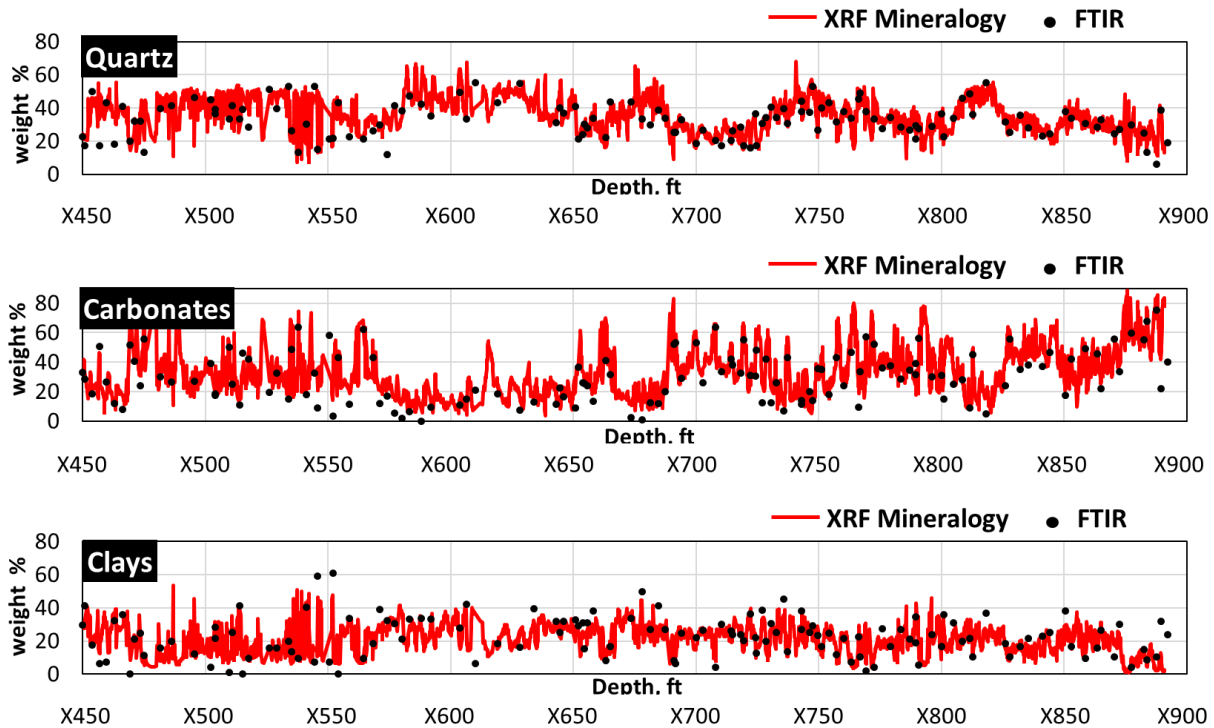 XRF Mineralogy FTIR
Quartz
weight %
80
60
40
20
0
Depth, ft
X450 X500 X550 X600 X650 X700 X750 X800 X850 X900
XRF Mineralogy FTIR
Carbonates
weight %
80
60
40
20
0
Depth, ft
X450 X500 X550 X600 X650 X700 X750 X800 X850 X900
XRF Mineralogy FTIR
Clays
weight %
80
60
40
20
0
Depth, ft
X450 X500 X550 X600 X650 X700 X750 X800 X850 X900